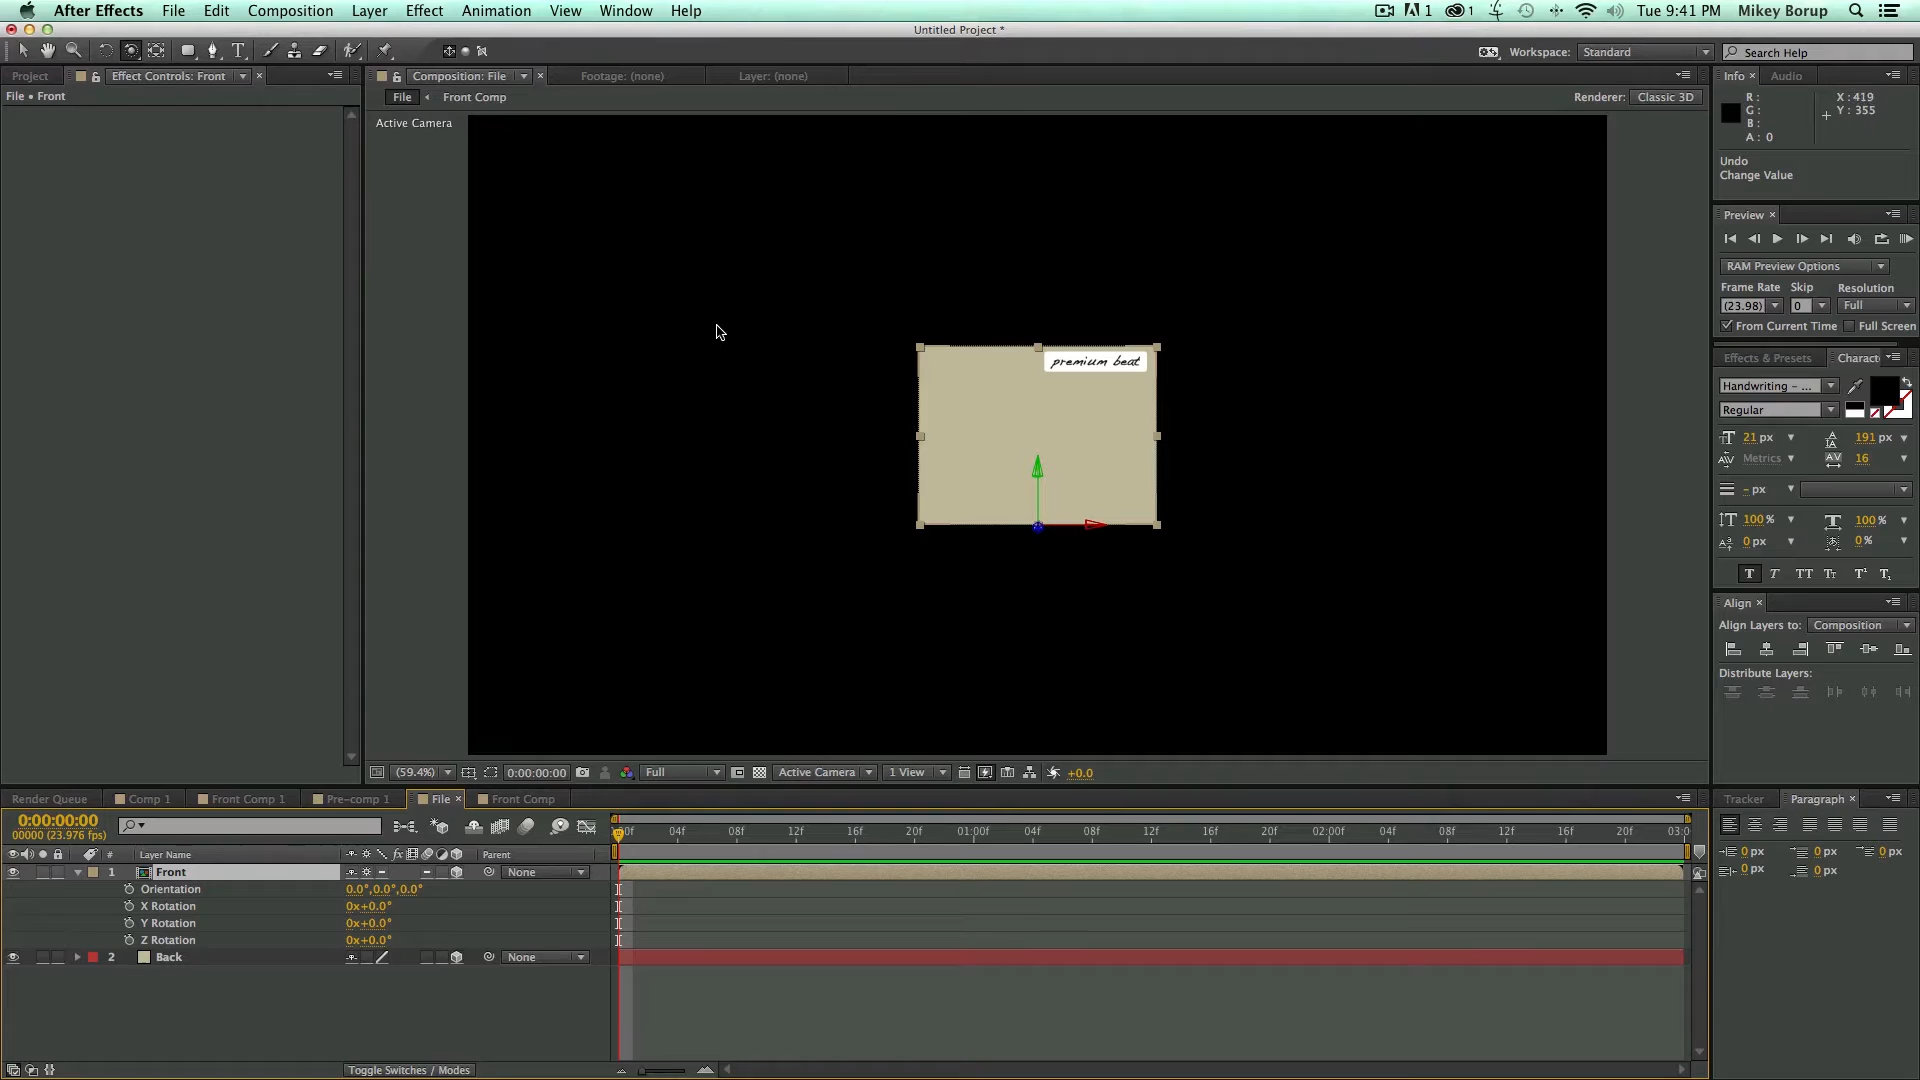 After Effects File Edit Composition Layer Effect Animation View Window Help 1 1 Tue 9:41 PM Mikey Borup
Untitled Project *
Workspace: Standard Search Help
Project Effect Controls: Front Composition: File Footage: (none) Layer: (none) Info Audio
File • Front File Front Comp Renderer: Classic 3D
R: X: 419
G: Y: 355
B:
A: 0
Active Camera
Undo
Change Value
Preview
RAM Preview Options
Frame Rate Skip Resolution
(23.98) 0 Full
From Current Time Full Screen
premium beat
Effects & Presets Charact
Handwriting - ...
Regular
21 px 191 px
Metrics 16
- px
100 % 100 %
0 px 0 %
T T TT Tt T¹ T₁
Align
Align Layers to: Composition
Distribute Layers:
(59.4%) 0:00:00:00 Full Active Camera 1 View +0.0
Render Queue Comp 1 Front Comp 1 Pre-comp 1 File Front Comp Tracker Paragraph
0:00:00:00
00000 (23.976 fps)
:00f 04f 08f 12f 16f 20f 01:00f 04f 08f 12f 16f 20f 02:00f 04f 08f 12f 16f 20f 03:0
# Layer Name fx Parent
1 Front None
Orientation 0.0°,0.0°,0.0°
X Rotation 0x+0.0°
Y Rotation 0x+0.0°
Z Rotation 0x+0.0°
2 Back None
0 px 0 px 0 px
0 px 0 px
Toggle Switches / Modes